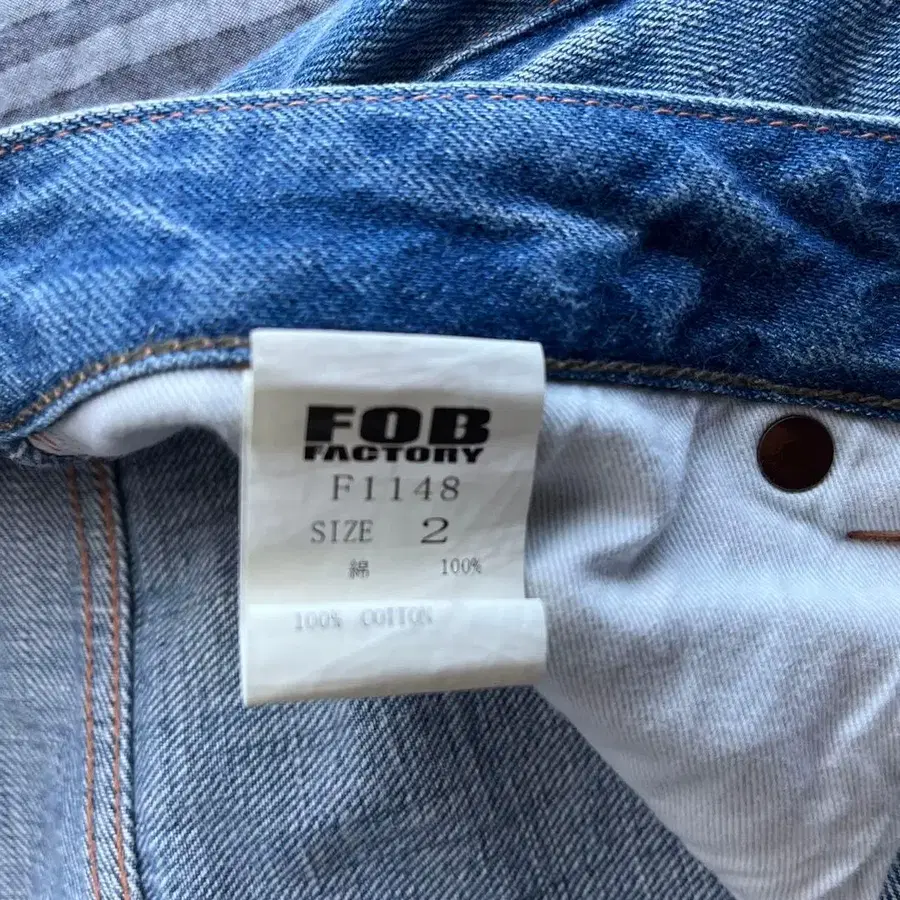 FOB
FACTORY
F1148
SIZE 2
綿 100%
100% COTTON